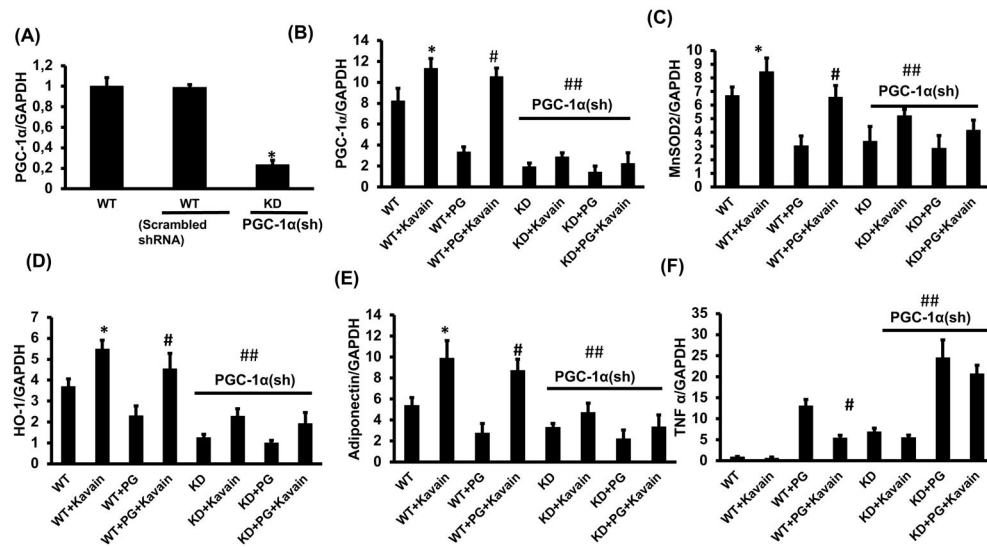 (A)
PGC-1α/GAPDH
1,2
1
0,8
0,6
0,4
0,2
0
*
WT
WT
KD
(Scrambled
shRNA)
PGC-1α(sh)
(B)
PGC-1α/GAPDH
14
12
10
8
6
4
2
0
*
#
##
PGC-1α(sh)
WT
WT+Kavain
WT+PG
WT+PG+Kavain
KD
KD+Kavain
KD+PG
KD+PG+Kavain
(C)
MnSOD2/GAPDH
10
9
8
7
6
5
4
3
2
1
0
*
#
##
PGC-1α(sh)
WT
WT+Kavain
WT+PG
WT+PG+Kavain
KD
KD+Kavain
KD+PG
KD+PG+Kavain
(D)
HO-1/GAPDH
7
6
5
4
3
2
1
0
*
#
##
PGC-1α(sh)
WT
WT+Kavain
WT+PG
WT+PG+Kavain
KD
KD+Kavain
KD+PG
KD+PG+Kavain
(E)
Adiponectin/GAPDH
14
12
10
8
6
4
2
0
*
#
##
PGC-1α(sh)
WT
WT+Kavain
WT+PG
WT+PG+Kavain
KD
KD+Kavain
KD+PG
KD+PG+Kavain
(F)
TNF α/GAPDH
35
30
25
20
15
10
5
0
#
##
PGC-1α(sh)
WT
WT+Kavain
WT+PG
WT+PG+Kavain
KD
KD+Kavain
KD+PG
KD+PG+Kavain